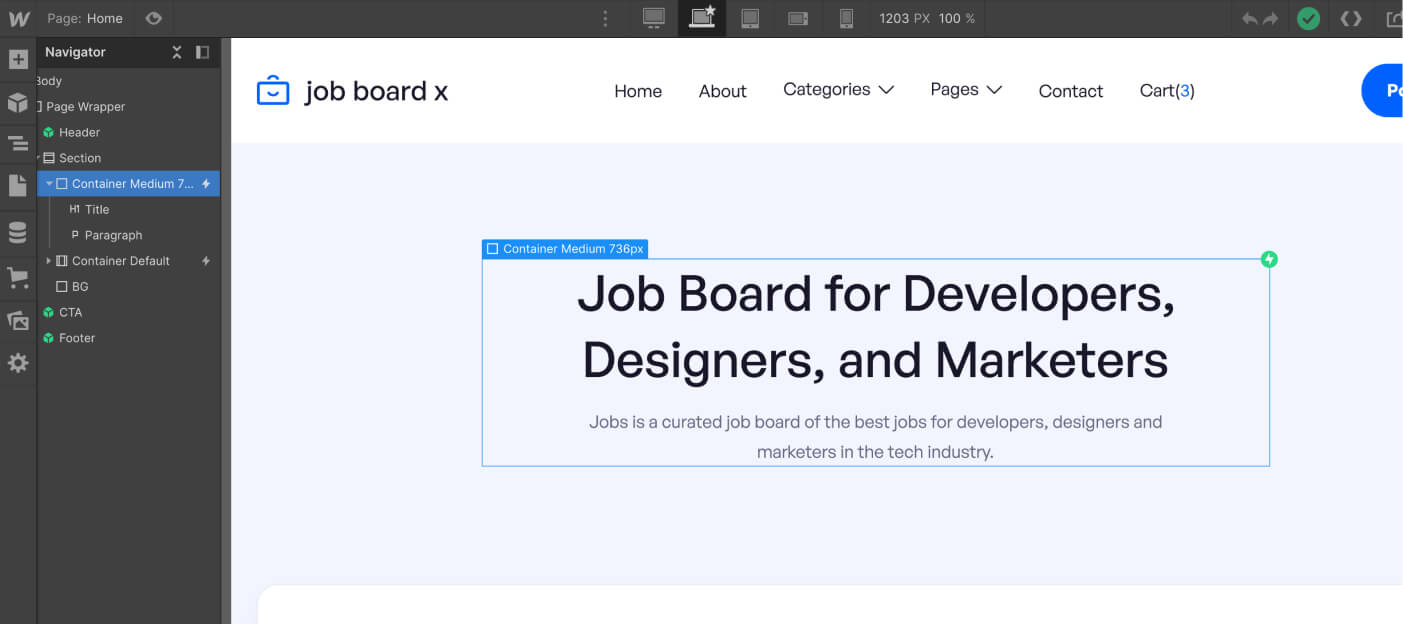 Page: Home
1203 PX 100 %
Navigator
Body
Page Wrapper
Header
Section
Container Medium 7...
H1 Title
P Paragraph
Container Default
BG
CTA
Footer
job board x
Home About Categories Pages Contact Cart(3)
Container Medium 736px
Job Board for Developers,
Designers, and Marketers
Jobs is a curated job board of the best jobs for developers, designers and
marketers in the tech industry.